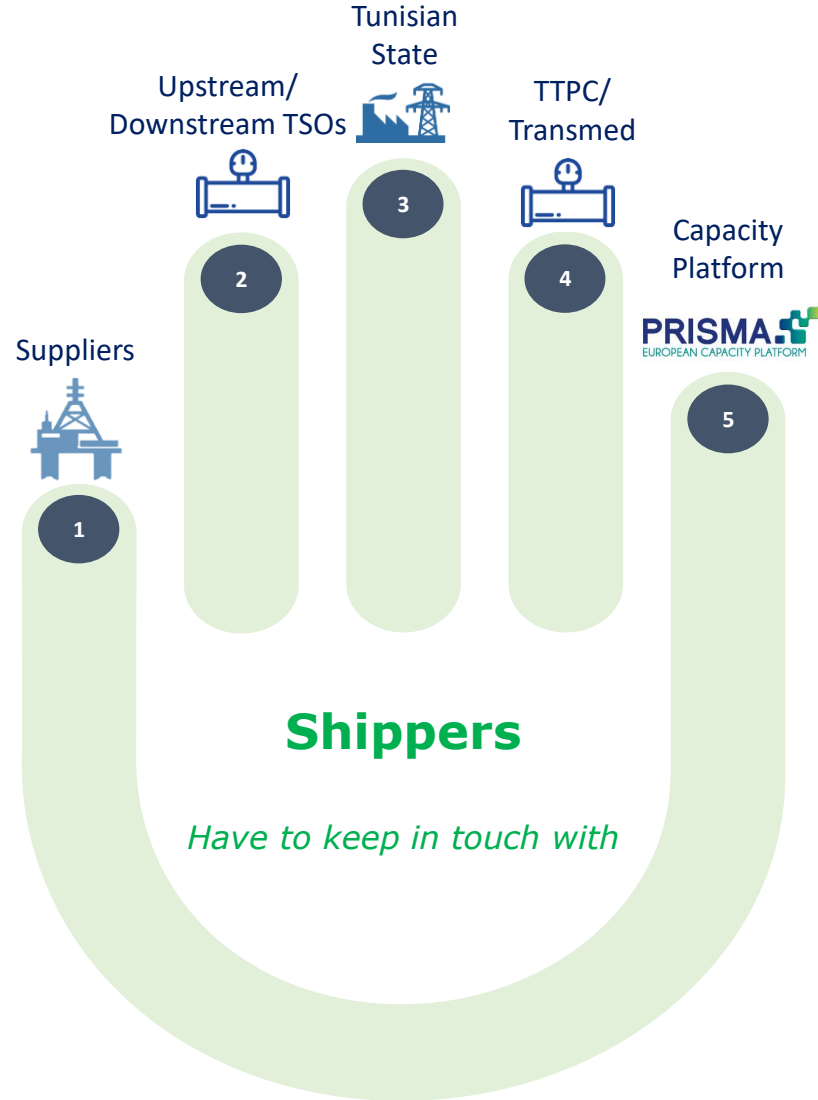 Tunisian
State
Upstream/
Downstream TSOs
TTPC/
Transmed
3
Capacity
Platform
2
4
PRISMA
EUROPEAN CAPACITY PLATFORM
Suppliers
5
1
Shippers
Have to keep in touch with